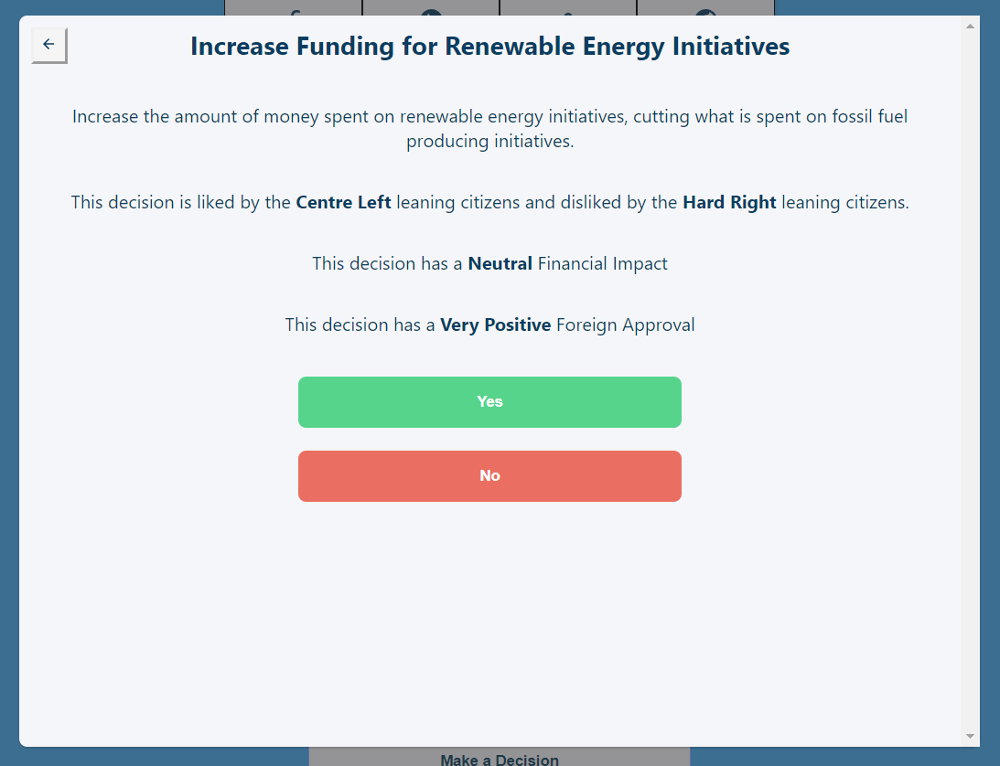 Increase Funding for Renewable Energy Initiatives
Increase the amount of money spent on renewable energy initiatives, cutting what is spent on fossil fuel
producing initiatives.
This decision is liked by the Centre Left leaning citizens and disliked by the Hard Right leaning citizens.
This decision has a Neutral Financial Impact
This decision has a Very Positive Foreign Approval
Yes
No
Make a Decision